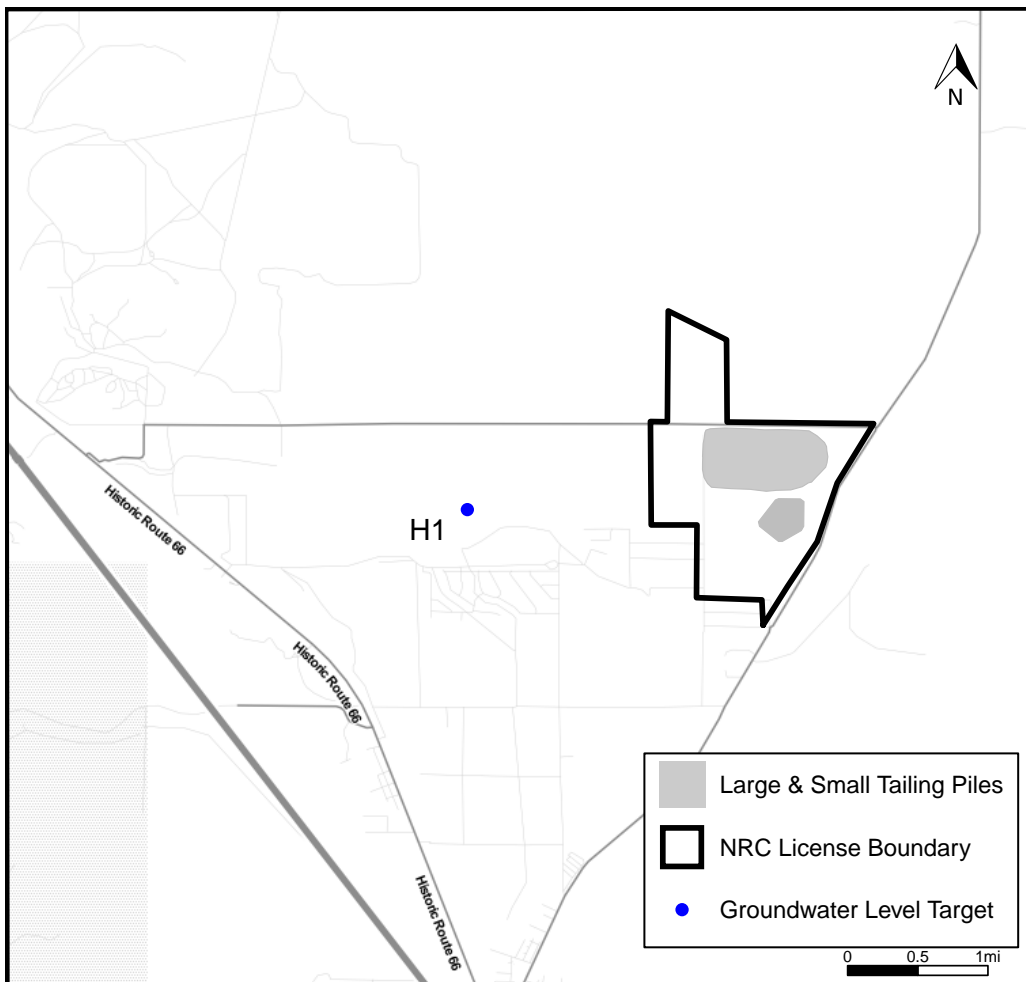 N
Historic Route 66
H1
Historic Route 66
Historic Route 66
Large & Small Tailing Piles
NRC License Boundary
Groundwater Level Target
0 0.5 1mi